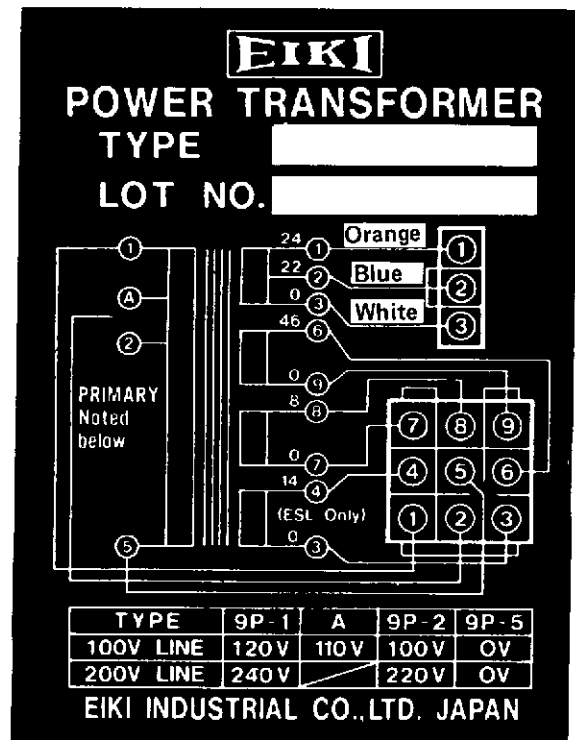 EIKI
POWER TRANSFORMER
TYPE
LOT NO.
1 24 1 Orange 1
A 22 2 Blue 2
0 3 White 3
2 46 6
PRIMARY
Noted
below
0 9
8 8
0 7
14 4
(ESL Only)
5 0 3
7 8 9
4 5 6
1 2 3
TYPE 9P-1 A 9P-2 9P-5
100V LINE 120V 110V 100V 0V
200V LINE 240V 220V 0V
EIKI INDUSTRIAL CO.,LTD. JAPAN